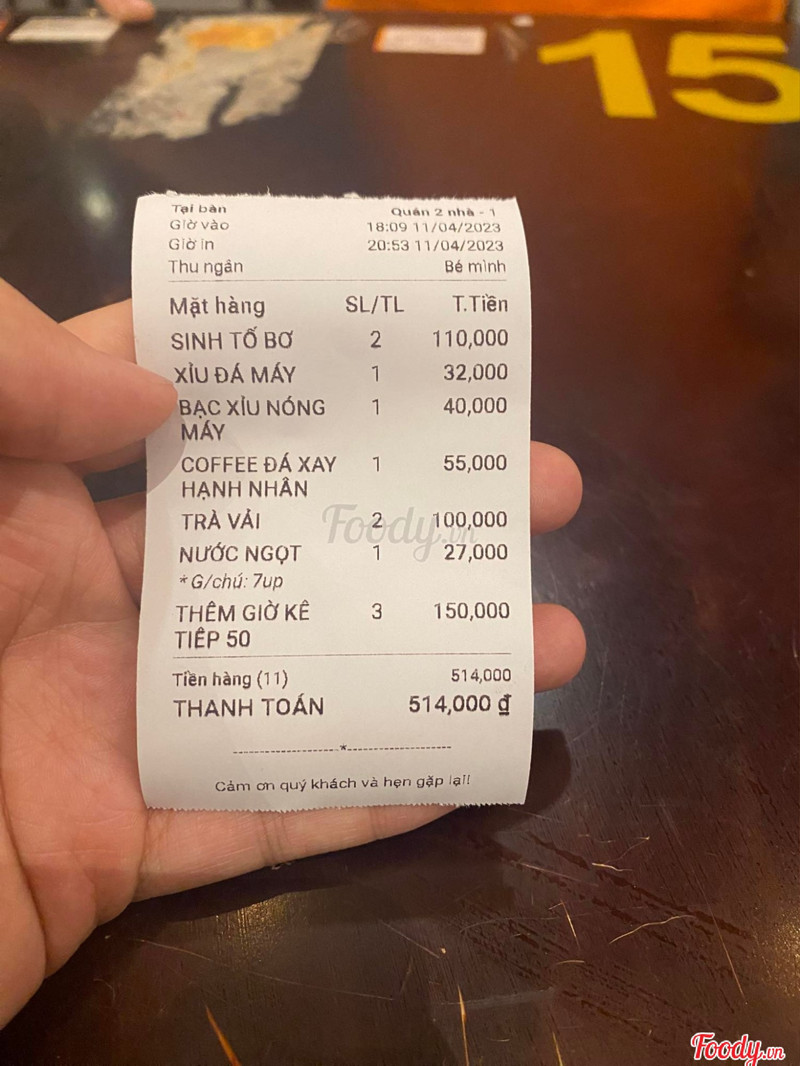 15
Tại bàn Quán 2 nhà - 1
Giờ vào 18:09 11/04/2023
Giờ in 20:53 11/04/2023
Thu ngân Bé mình
Mặt hàng SL/TL T.Tiền
SINH TỐ BƠ 2 110,000
XỈU ĐÁ MÁY 1 32,000
BẠC XỈU NÓNG 1 40,000
MÁY
COFFEE ĐÁ XAY 1 55,000
HẠNH NHÂN
TRÀ VẢI 2 100,000
Foody.vn
NƯỚC NGỌT 1 27,000
* G/chú: 7up
THÊM GIỜ KÊ 3 150,000
TIÊP 50
Tiền hàng (11) 514,000
THANH TOÁN 514,000 ₫
Cảm ơn quý khách và hẹn gặp lại!
Foody.vn